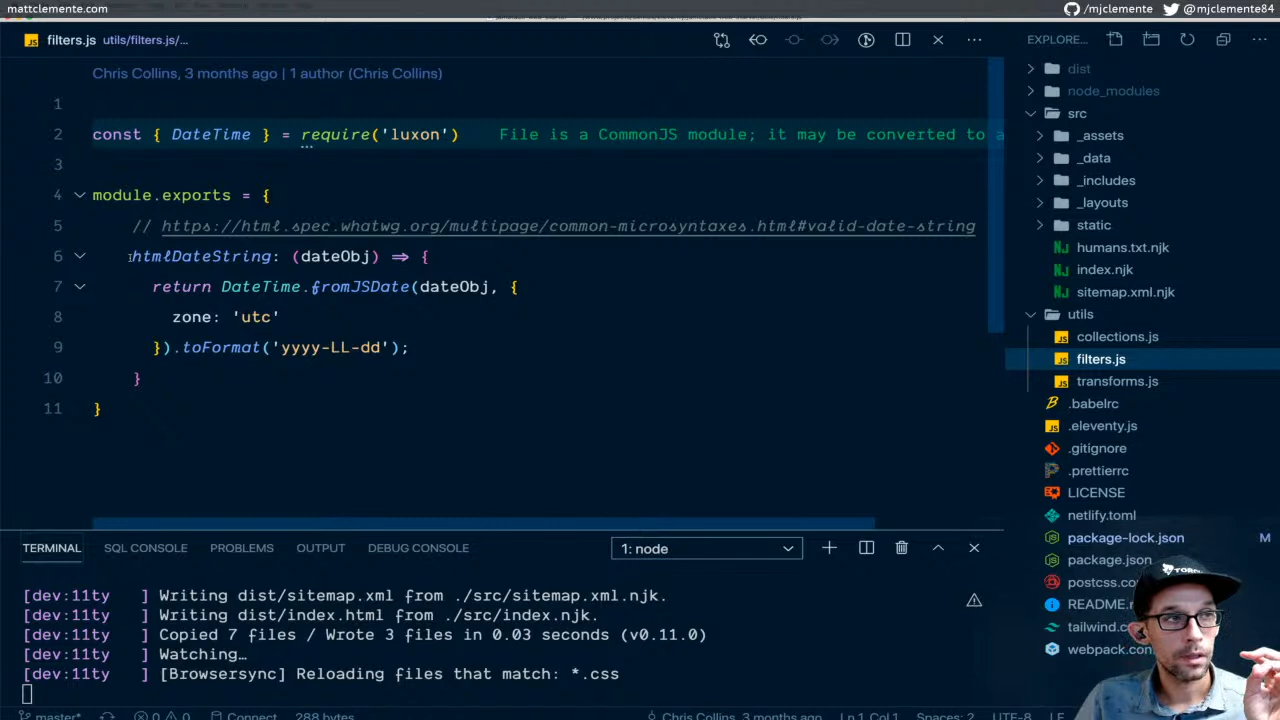 mattclemente.com
/mjclemente @mjclemente84
filters.js utils/filters.js/...
EXPLORE...
Chris Collins, 3 months ago | 1 author (Chris Collins)
1
2 const { DateTime } = require('luxon') File is a CommonJS module; it may be converted to a
3
4 module.exports = {
5 // https://html.spec.whatwg.org/multipage/common-microsyntaxes.html#valid-date-string
6 htmlDateString: (dateObj) => {
7 return DateTime.fromJSDate(dateObj, {
8 zone: 'utc'
9 }).toFormat('yyyy-LL-dd');
10 }
11 }
dist
node_modules
src
_assets
_data
_includes
_layouts
static
humans.txt.njk
index.njk
sitemap.xml.njk
utils
collections.js
filters.js
transforms.js
.babelrc
.eleventy.js
.gitignore
.prettierrc
LICENSE
netlify.toml
package-lock.json M
package.json
postcss.co
README.
tailwind.c
webpack.con
TERMINAL SQL CONSOLE PROBLEMS OUTPUT DEBUG CONSOLE 1: node
[dev:11ty ] Writing dist/sitemap.xml from ./src/sitemap.xml.njk.
[dev:11ty ] Writing dist/index.html from ./src/index.njk.
[dev:11ty ] Copied 7 files / Wrote 3 files in 0.03 seconds (v0.11.0)
[dev:11ty ] Watching…
[dev:11ty ] [Browsersync] Reloading files that match: *.css
master* 0 0 Connect 288 bytes Chris Collins, 3 months ago Ln 1, Col 1 Spaces: 2 UTF-8 LF